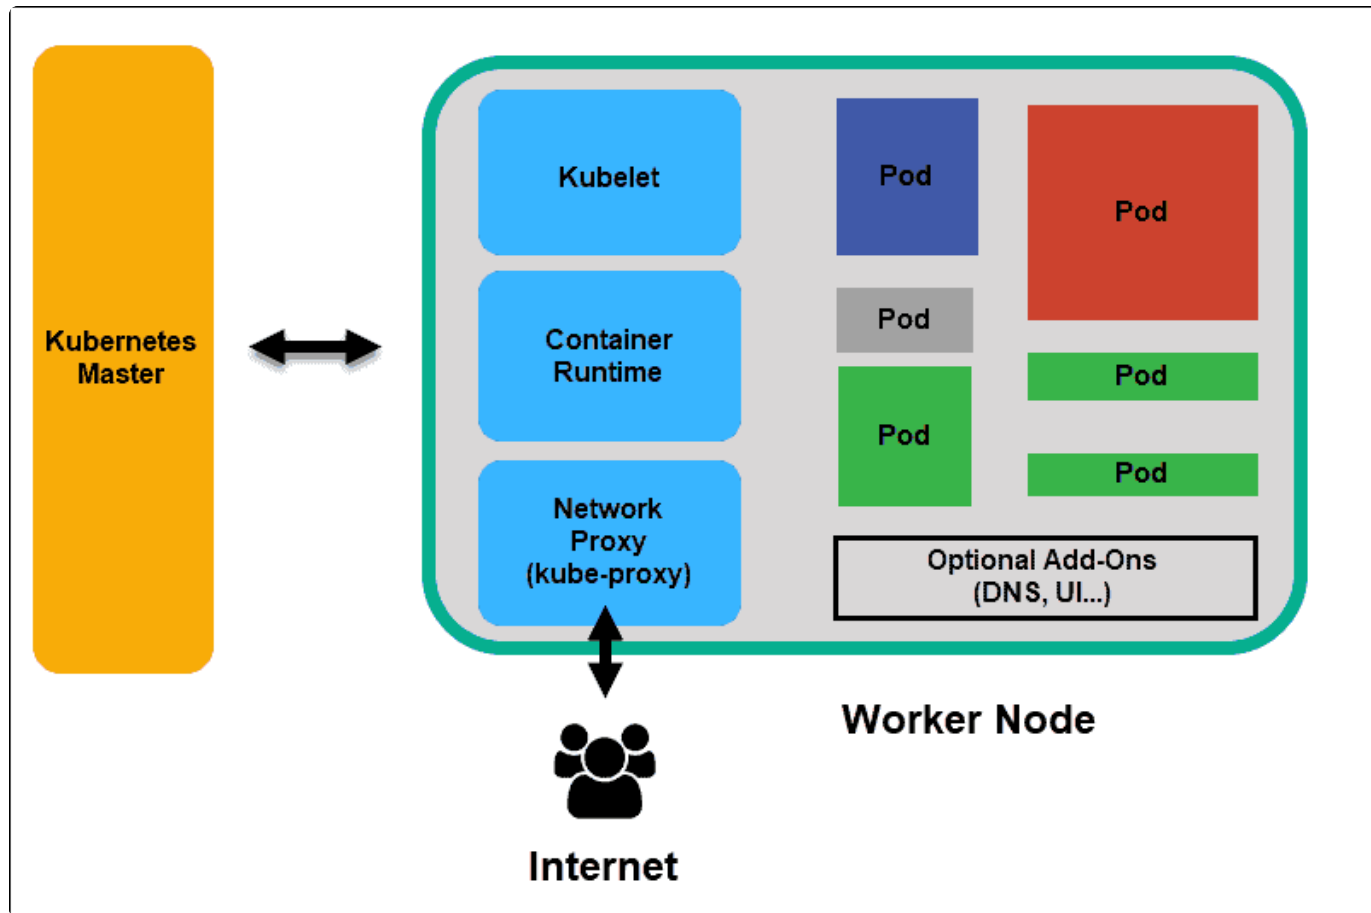 Kubernetes
Master
Kubelet
Container
Runtime
Network
Proxy
(kube-proxy)
Pod
Pod
Pod
Pod
Pod
Pod
Optional Add-Ons
(DNS, UI...)
Worker Node
Internet